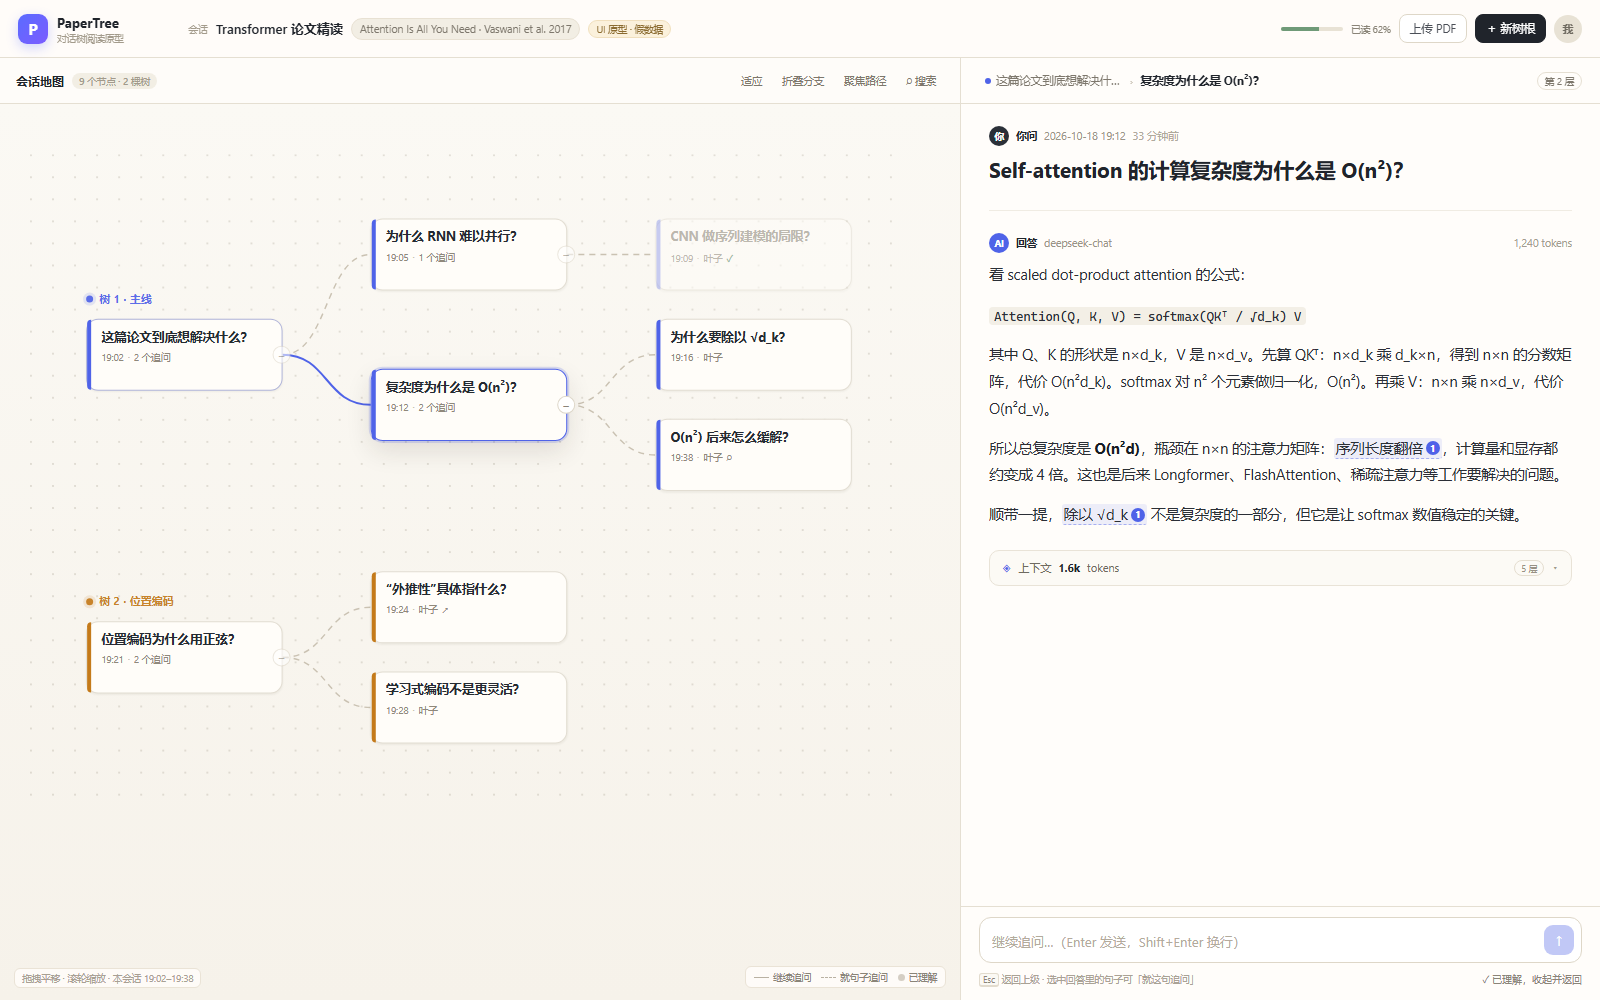 P PaperTree
对话树阅读原型
会话 Transformer 论文精读 Attention Is All You Need · Vaswani et al. 2017 UI 原型 · 假数据
已读 62% 上传 PDF + 新树根 我
会话地图 9 个节点 · 2 棵树
适应 折叠分支 聚焦路径 ⌕ 搜索
树 1 · 主线
这篇论文到底想解决什么?
19:02 · 2 个追问
为什么 RNN 难以并行?
19:05 · 1 个追问
CNN 做序列建模的局限?
19:09 · 叶子 ✓
复杂度为什么是 O(n²)?
19:12 · 2 个追问
为什么要除以 √d_k?
19:16 · 叶子
O(n²) 后来怎么缓解?
19:38 · 叶子 ⌕
树 2 · 位置编码
位置编码为什么用正弦?
19:21 · 2 个追问
“外推性”具体指什么?
19:24 · 叶子 ↗
学习式编码不是更灵活?
19:28 · 叶子
拖拽平移 · 滚轮缩放 · 本会话 19:02–19:38
继续追问 就句子追问 已理解
这篇论文到底想解决什... › 复杂度为什么是 O(n²)? 第 2 层
你 你问 2026-10-18 19:12 33 分钟前
Self-attention 的计算复杂度为什么是 O(n²)?
AI 回答 deepseek-chat 1,240 tokens
看 scaled dot-product attention 的公式：
Attention(Q, K, V) = softmax(QKᵀ / √d_k) V
其中 Q、K 的形状是 n×d_k，V 是 n×d_v。先算 QKᵀ：n×d_k 乘 d_k×n，得到 n×n 的分数矩
阵，代价 O(n²d_k)。softmax 对 n² 个元素做归一化，O(n²)。再乘 V：n×n 乘 n×d_v，代价
O(n²d_v)。
所以总复杂度是 O(n²d)，瓶颈在 n×n 的注意力矩阵：序列长度翻倍 1，计算量和显存都
约变成 4 倍。这也是后来 Longformer、FlashAttention、稀疏注意力等工作要解决的问题。
顺带一提，除以 √d_k 1 不是复杂度的一部分，但它是让 softmax 数值稳定的关键。
◈ 上下文 1.6k tokens 5 层
继续追问...（Enter 发送，Shift+Enter 换行） ↑
Esc 返回上级 · 选中回答里的句子可「就这句追问」 ✓ 已理解，收起并返回